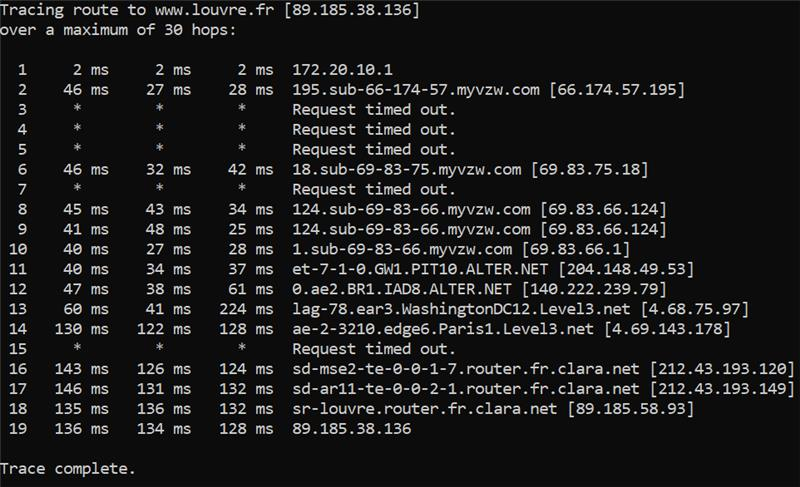 Tracing route to www.louvre.fr [89.185.38.136]
over a maximum of 30 hops:
1 2 ms 2 ms 2 ms 172.20.10.1
2 46 ms 27 ms 28 ms 195.sub-66-174-57.myvzw.com [66.174.57.195]
3 * * * Request timed out.
4 * * * Request timed out.
5 * * * Request timed out.
6 46 ms 32 ms 42 ms 18.sub-69-83-75.myvzw.com [69.83.75.18]
7 * * * Request timed out.
8 45 ms 43 ms 34 ms 124.sub-69-83-66.myvzw.com [69.83.66.124]
9 41 ms 48 ms 25 ms 124.sub-69-83-66.myvzw.com [69.83.66.124]
10 40 ms 27 ms 28 ms 1.sub-69-83-66.myvzw.com [69.83.66.1]
11 40 ms 34 ms 37 ms et-7-1-0.GW1.PIT10.ALTER.NET [204.148.49.53]
12 47 ms 38 ms 61 ms 0.ae2.BR1.IAD8.ALTER.NET [140.222.239.79]
13 60 ms 41 ms 224 ms lag-78.ear3.WashingtonDC12.Level3.net [4.68.75.97]
14 130 ms 122 ms 128 ms ae-2-3210.edge6.Paris1.Level3.net [4.69.143.178]
15 * * * Request timed out.
16 143 ms 126 ms 124 ms sd-mse2-te-0-0-1-7.router.fr.clara.net [212.43.193.120]
17 146 ms 131 ms 132 ms sd-ar11-te-0-0-2-1.router.fr.clara.net [212.43.193.149]
18 135 ms 136 ms 132 ms sr-louvre.router.fr.clara.net [89.185.58.93]
19 136 ms 134 ms 128 ms 89.185.38.136
Trace complete.